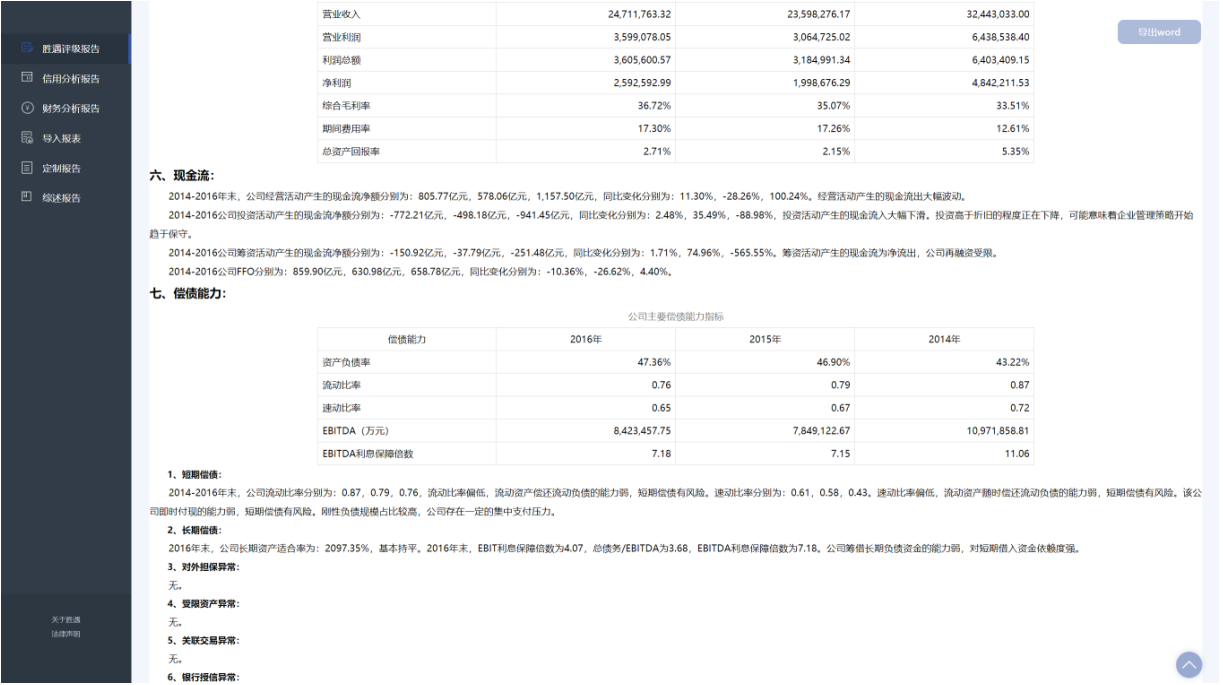 胜遇评级报告
信用分析报告
财务分析报告
导入报表
定制报告
综述报告
关于胜遇
法律声明
导出word
营业收入 24,711,763.32 23,598,276.17 32,443,033.00
营业利润 3,599,078.05 3,064,725.02 6,438,538.40
利润总额 3,605,600.57 3,184,991.34 6,403,409.15
净利润 2,592,592.99 1,998,676.29 4,842,211.53
综合毛利率 36.72% 35.07% 33.51%
期间费用率 17.30% 17.26% 12.61%
总资产回报率 2.71% 2.15% 5.35%
六、现金流：
2014-2016年末，公司经营活动产生的现金流净额分别为：805.77亿元，578.06亿元，1,157.50亿元，同比变化分别为：11.30%，-28.26%，100.24%。经营活动产生的现金流出大幅波动。
2014-2016公司投资活动产生的现金流净额分别为：-772.21亿元，-498.18亿元，-941.45亿元，同比变化分别为：2.48%，35.49%，-88.98%，投资活动产生的现金流入大幅下滑。投资高于折旧的程度正在下降，可能意味着企业管理策略开始
趋于保守。
2014-2016公司筹资活动产生的现金流净额分别为：-150.92亿元，-37.79亿元，-251.48亿元，同比变化分别为：1.71%，74.96%，-565.55%。筹资活动产生的现金流为净流出，公司再融资受限。
2014-2016公司FFO分别为：859.90亿元，630.98亿元，658.78亿元，同比变化分别为：-10.36%，-26.62%，4.40%。
七、偿债能力：
公司主要偿债能力指标
偿债能力 2016年 2015年 2014年
资产负债率 47.36% 46.90% 43.22%
流动比率 0.76 0.79 0.87
速动比率 0.65 0.67 0.72
EBITDA（万元） 8,423,457.75 7,849,122.67 10,971,858.81
EBITDA利息保障倍数 7.18 7.15 11.06
1、短期偿债：
2014-2016年末，公司流动比率分别为：0.87，0.79，0.76，流动比率偏低，流动资产偿还流动负债的能力弱，短期偿债有风险。速动比率分别为：0.61，0.58，0.43。速动比率偏低，流动资产随时偿还流动负债的能力弱，短期偿债有风险。该公
司即时付现的能力弱，短期偿债有风险。刚性负债规模占比较高，公司存在一定的集中支付压力。
2、长期偿债：
2016年末，公司长期资产适合率为：2097.35%，基本持平。2016年末，EBIT利息保障倍数为4.07，总债务/EBITDA为3.68，EBITDA利息保障倍数为7.18。公司筹借长期负债资金的能力弱，对短期借入资金依赖度强。
3、对外担保异常：
无。
4、受限资产异常：
无。
5、关联交易异常：
无。
6、银行授信异常：